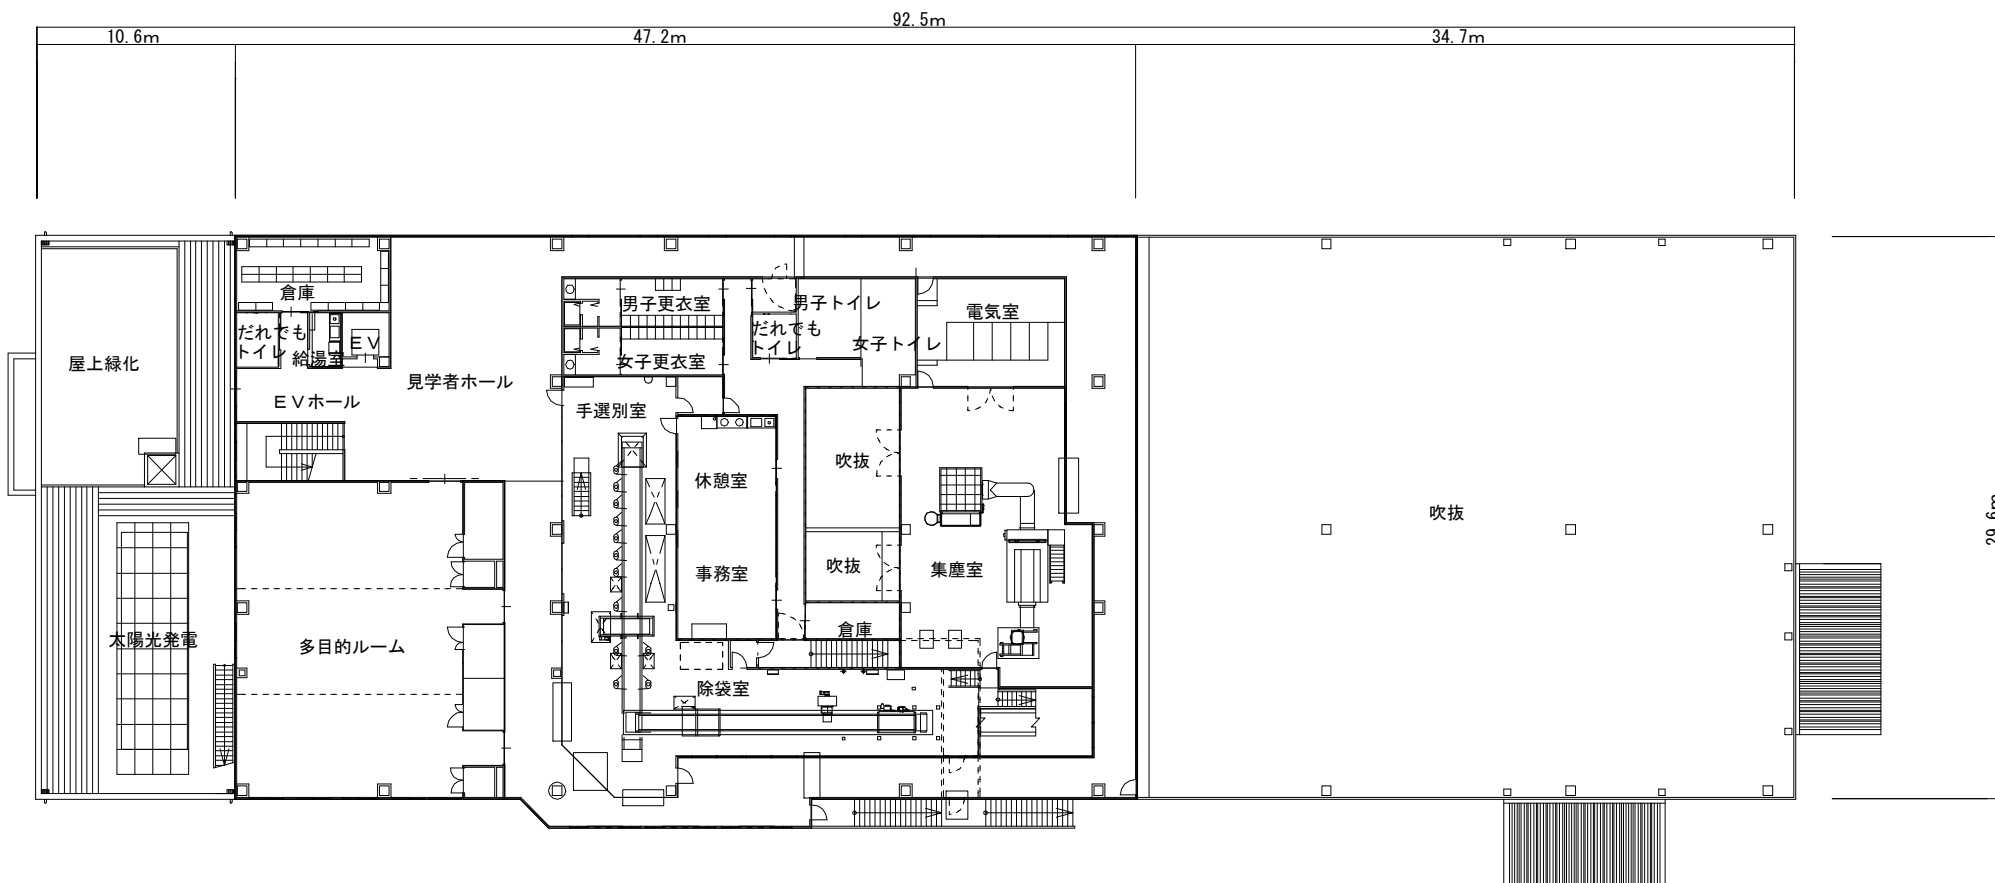 92.5m
10.6m
47.2m
34.7m
倉庫
男子更衣室
男子トイレ
電気室
だれでも
トイレ
給湯室
EV
だれでも
トイレ
女子トイレ
屋上緑化
女子更衣室
見学者ホール
EVホール
手選別室
吹抜
休憩室
吹抜
29.6m
吹抜
集塵室
事務室
倉庫
太陽光発電
多目的ルーム
除袋室